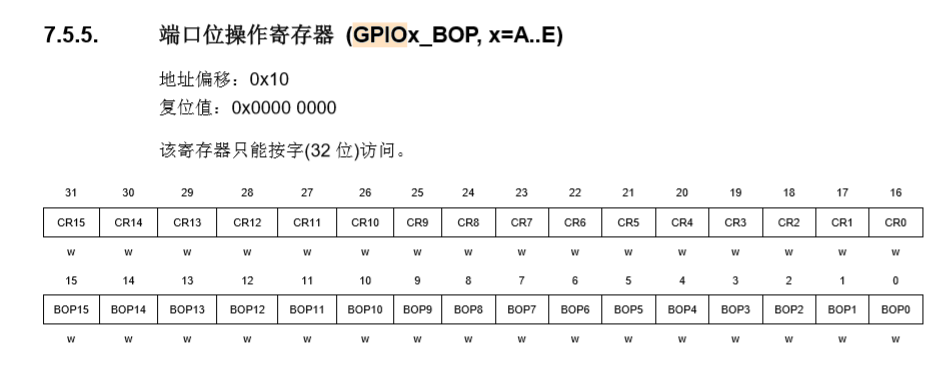 7.5.5. 端口位操作寄存器 (GPIOx_BOP, x=A..E)
地址偏移：0x10
复位值：0x0000 0000
该寄存器只能按字(32 位)访问。
31 30 29 28 27 26 25 24 23 22 21 20 19 18 17 16
CR15 CR14 CR13 CR12 CR11 CR10 CR9 CR8 CR7 CR6 CR5 CR4 CR3 CR2 CR1 CR0
w w w w w w w w w w w w w w w w
15 14 13 12 11 10 9 8 7 6 5 4 3 2 1 0
BOP15 BOP14 BOP13 BOP12 BOP11 BOP10 BOP9 BOP8 BOP7 BOP6 BOP5 BOP4 BOP3 BOP2 BOP1 BOP0
w w w w w w w w w w w w w w w w